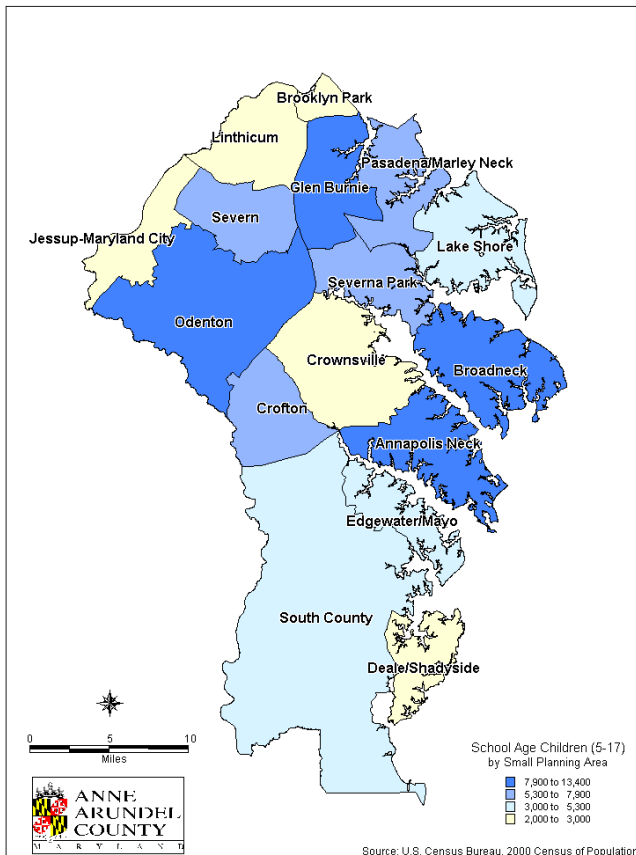 Brooklyn Park
Linthicum
Pasadena/Marley Neck
Glen Burnie
Severn
Jessup-Maryland City
Lake Shore
Severna Park
Odenton
Crownsville
Broadneck
Crofton
Annapolis Neck
Edgewater/Mayo
South County
Deale/Shadyside
0 5 10
Miles
School Age Children (5-17)
by Small Planning Area
7,900 to 13,400
5,300 to 7,900
3,000 to 5,300
2,000 to 3,000
ANNE
ARUNDEL
COUNTY
MARYLAND
Source: U.S. Census Bureau, 2000 Census of Population